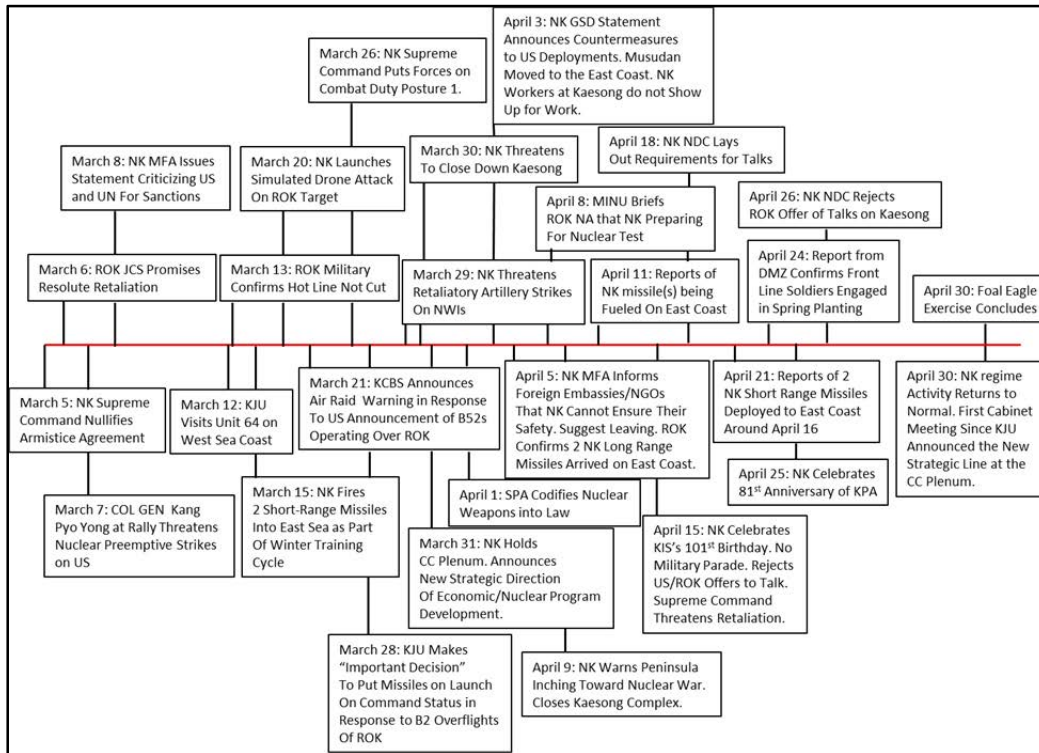 April 3: NK GSD Statement
Announces Countermeasures
to US Deployments. Musudan
Moved to the East Coast. NK
Workers at Kaesong do not Show
Up for Work.
March 26: NK Supreme
Command Puts Forces on
Combat Duty Posture 1.
April 18: NK NDC Lays
Out Requirements for Talks
March 8: NK MFA Issues
Statement Criticizing US
and UN For Sanctions
March 20: NK Launches
Simulated Drone Attack
On ROK Target
March 30: NK Threatens
To Close Down Kaesong
April 8: MINU Briefs
ROK NA that NK Preparing
For Nuclear Test
April 26: NK NDC Rejects
ROK Offer of Talks on Kaesong
March 6: ROK JCS Promises
Resolute Retaliation
March 13: ROK Military
Confirms Hot Line Not Cut
March 29: NK Threatens
Retaliatory Artillery Strikes
On NWIs
April 11: Reports of
NK missile(s) being
Fueled On East Coast
April 24: Report from
DMZ Confirms Front
Line Soldiers Engaged
in Spring Planting
April 30: Foal Eagle
Exercise Concludes
March 5: NK Supreme
Command Nullifies
Armistice Agreement
March 12: KJU
Visits Unit 64 on
West Sea Coast
March 21: KCBS Announces
Air Raid Warning in Response
To US Announcement of B52s
Operating Over ROK
April 5: NK MFA Informs
Foreign Embassies/NGOs
That NK Cannot Ensure Their
Safety. Suggest Leaving. ROK
Confirms 2 NK Long Range
Missiles Arrived on East Coast.
April 21: Reports of 2
NK Short Range Missiles
Deployed to East Coast
Around April 16
April 30: NK regime
Activity Returns to
Normal. First Cabinet
Meeting Since KJU
Announced the New
Strategic Line at the
CC Plenum.
March 7: COL GEN Kang
Pyo Yong at Rally Threatens
Nuclear Preemptive Strikes
on US
March 15: NK Fires
2 Short-Range Missiles
Into East Sea as Part
Of Winter Training
Cycle
April 1: SPA Codifies Nuclear
Weapons into Law
April 25: NK Celebrates
81st Anniversary of KPA
March 31: NK Holds
CC Plenum. Announces
New Strategic Direction
Of Economic/Nuclear Program
Development.
April 15: NK Celebrates
KIS's 101st Birthday. No
Military Parade. Rejects
US/ROK Offers to Talk.
Supreme Command
Threatens Retaliation.
March 28: KJU Makes
“Important Decision”
To Put Missiles on Launch
On Command Status in
Response to B2 Overflights
Of ROK
April 9: NK Warns Peninsula
Inching Toward Nuclear War.
Closes Kaesong Complex.